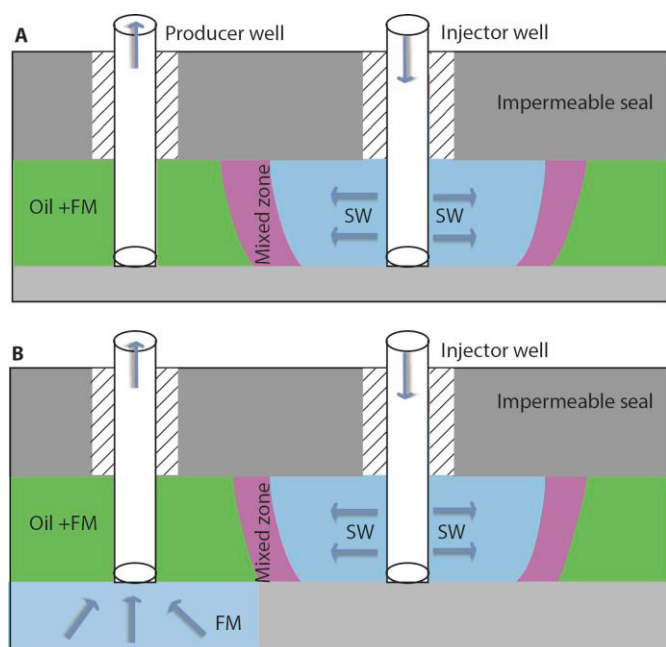 A
Producer well
Injector well
Impermeable seal
Oil +FM
Mixed zone
SW
SW
B
Injector well
Impermeable seal
Oil +FM
Mixed zone
SW
SW
FM